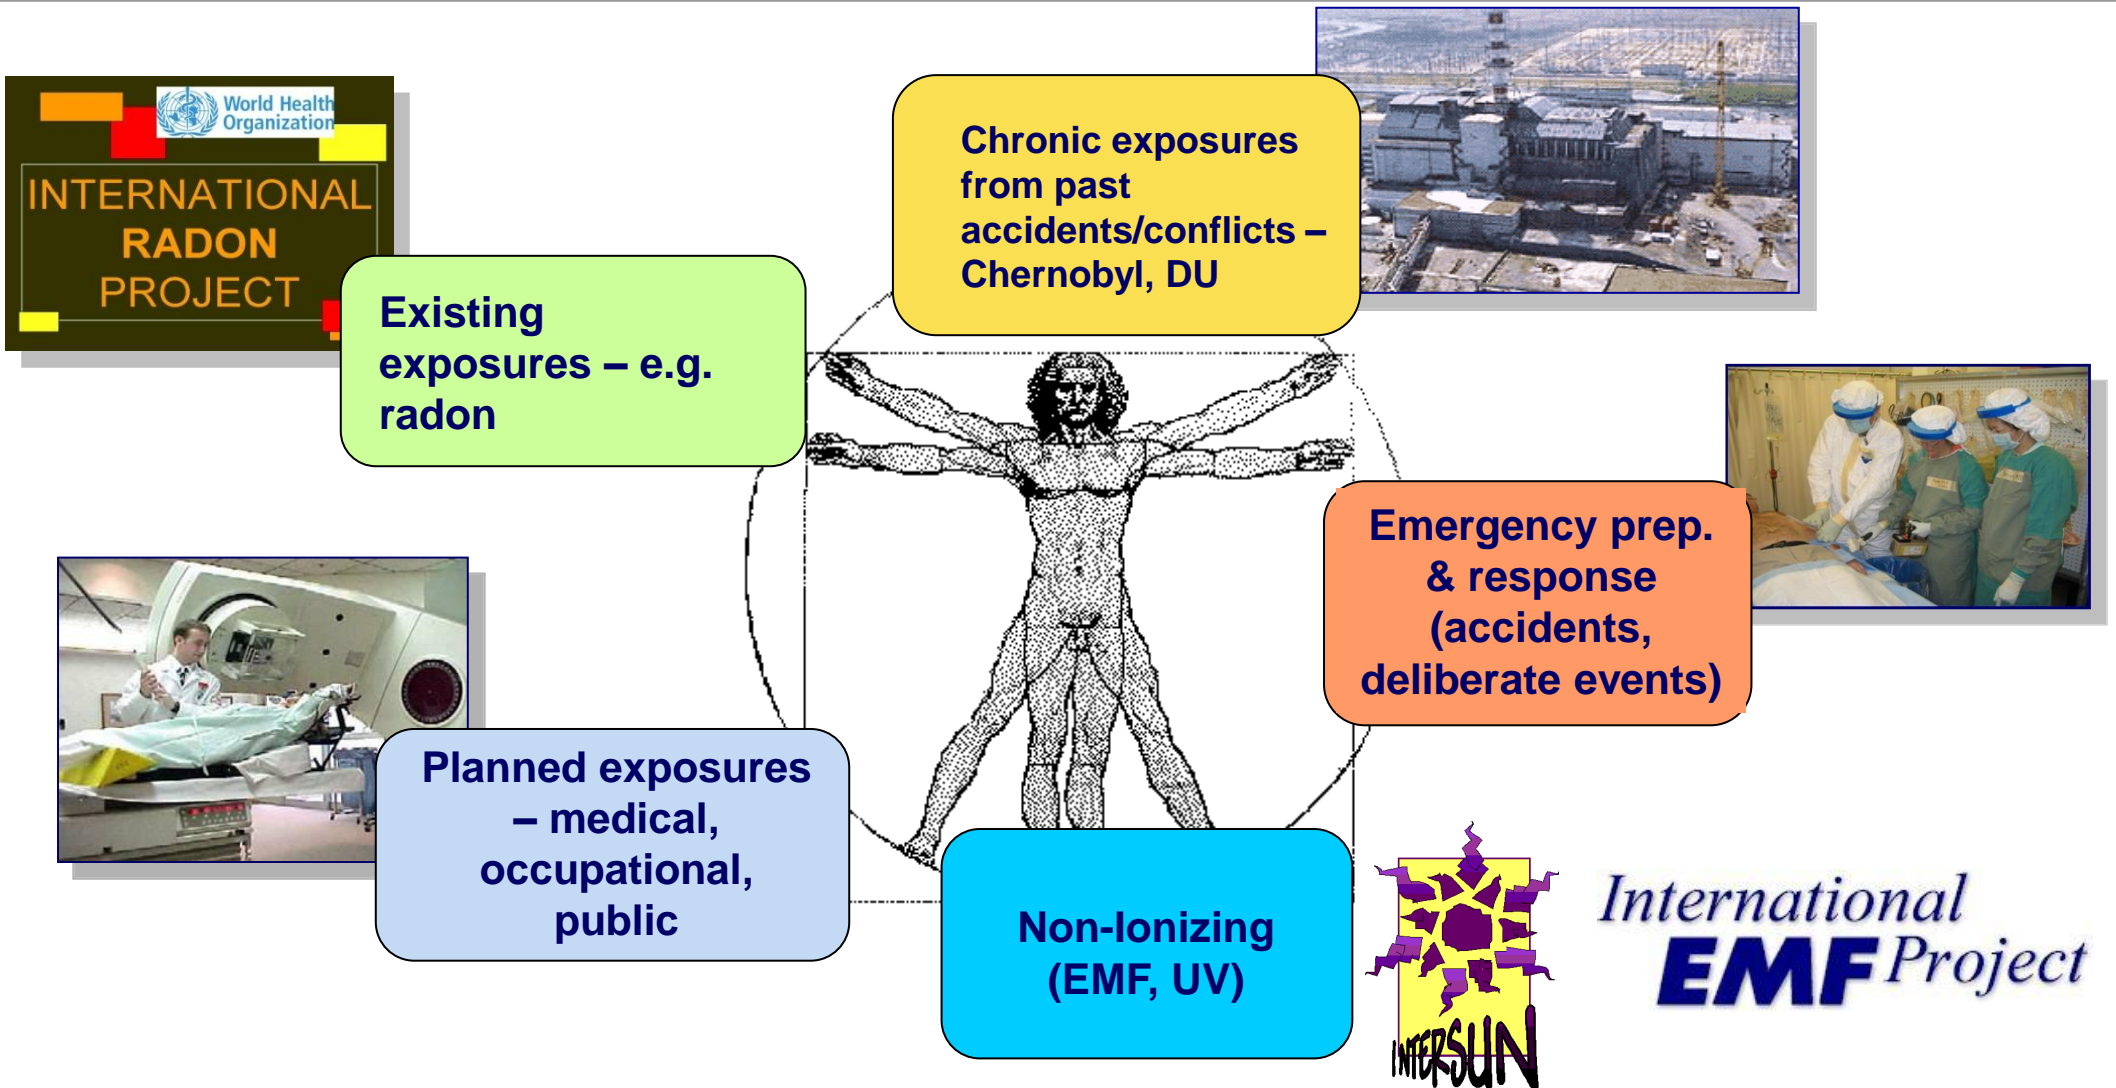 World Health
Organization
INTERNATIONAL
RADON
PROJECT
Existing
exposures – e.g.
radon
Chronic exposures
from past
accidents/conflicts –
Chernobyl, DU
Emergency prep.
& response
(accidents,
deliberate events)
Planned exposures
– medical,
occupational,
public
Non-Ionizing
(EMF, UV)
INTERSUN
International
EMF Project